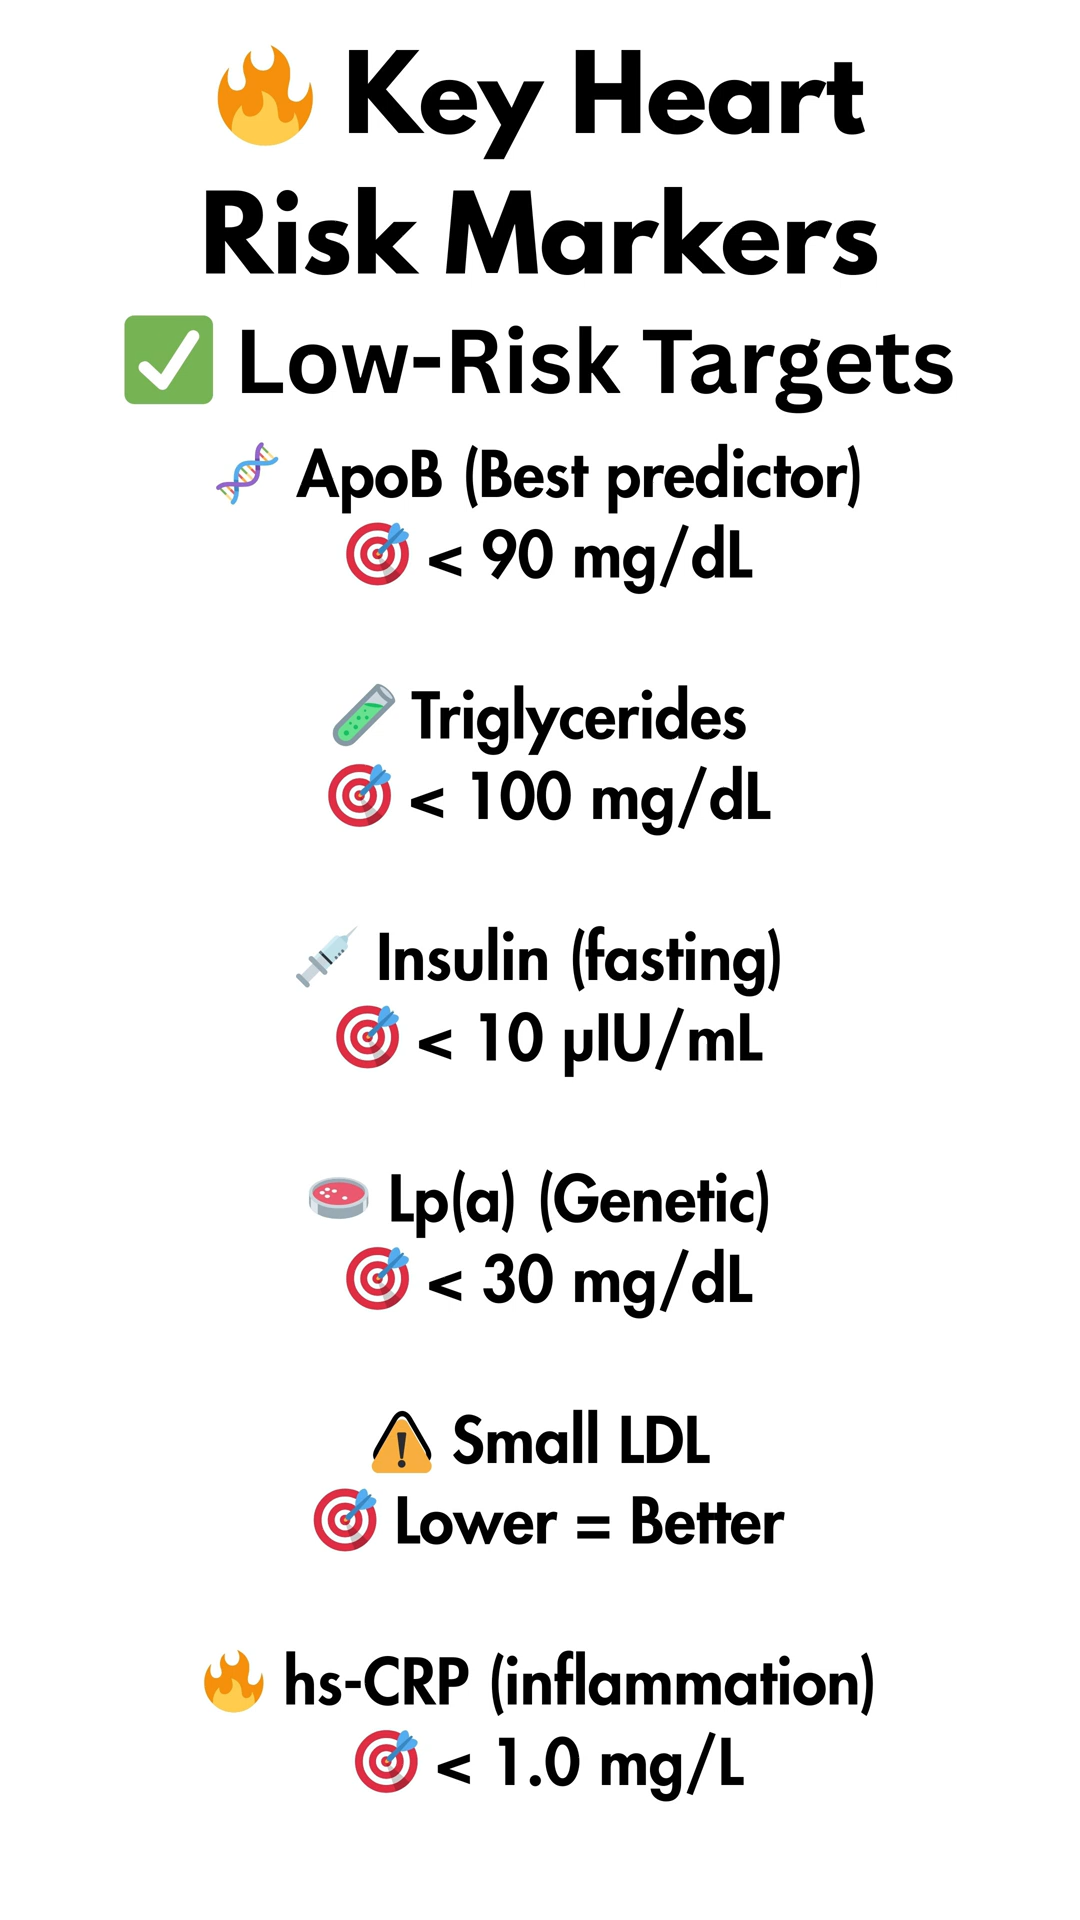 🔥 Key Heart
Risk Markers
✅ Low-Risk Targets
🧬 ApoB (Best predictor)
🎯 < 90 mg/dL
🧪 Triglycerides
🎯 < 100 mg/dL
💉 Insulin (fasting)
🎯 < 10 µIU/mL
🧫 Lp(a) (Genetic)
🎯 < 30 mg/dL
⚠️ Small LDL
🎯 Lower = Better
🔥 hs-CRP (inflammation)
🎯 < 1.0 mg/L